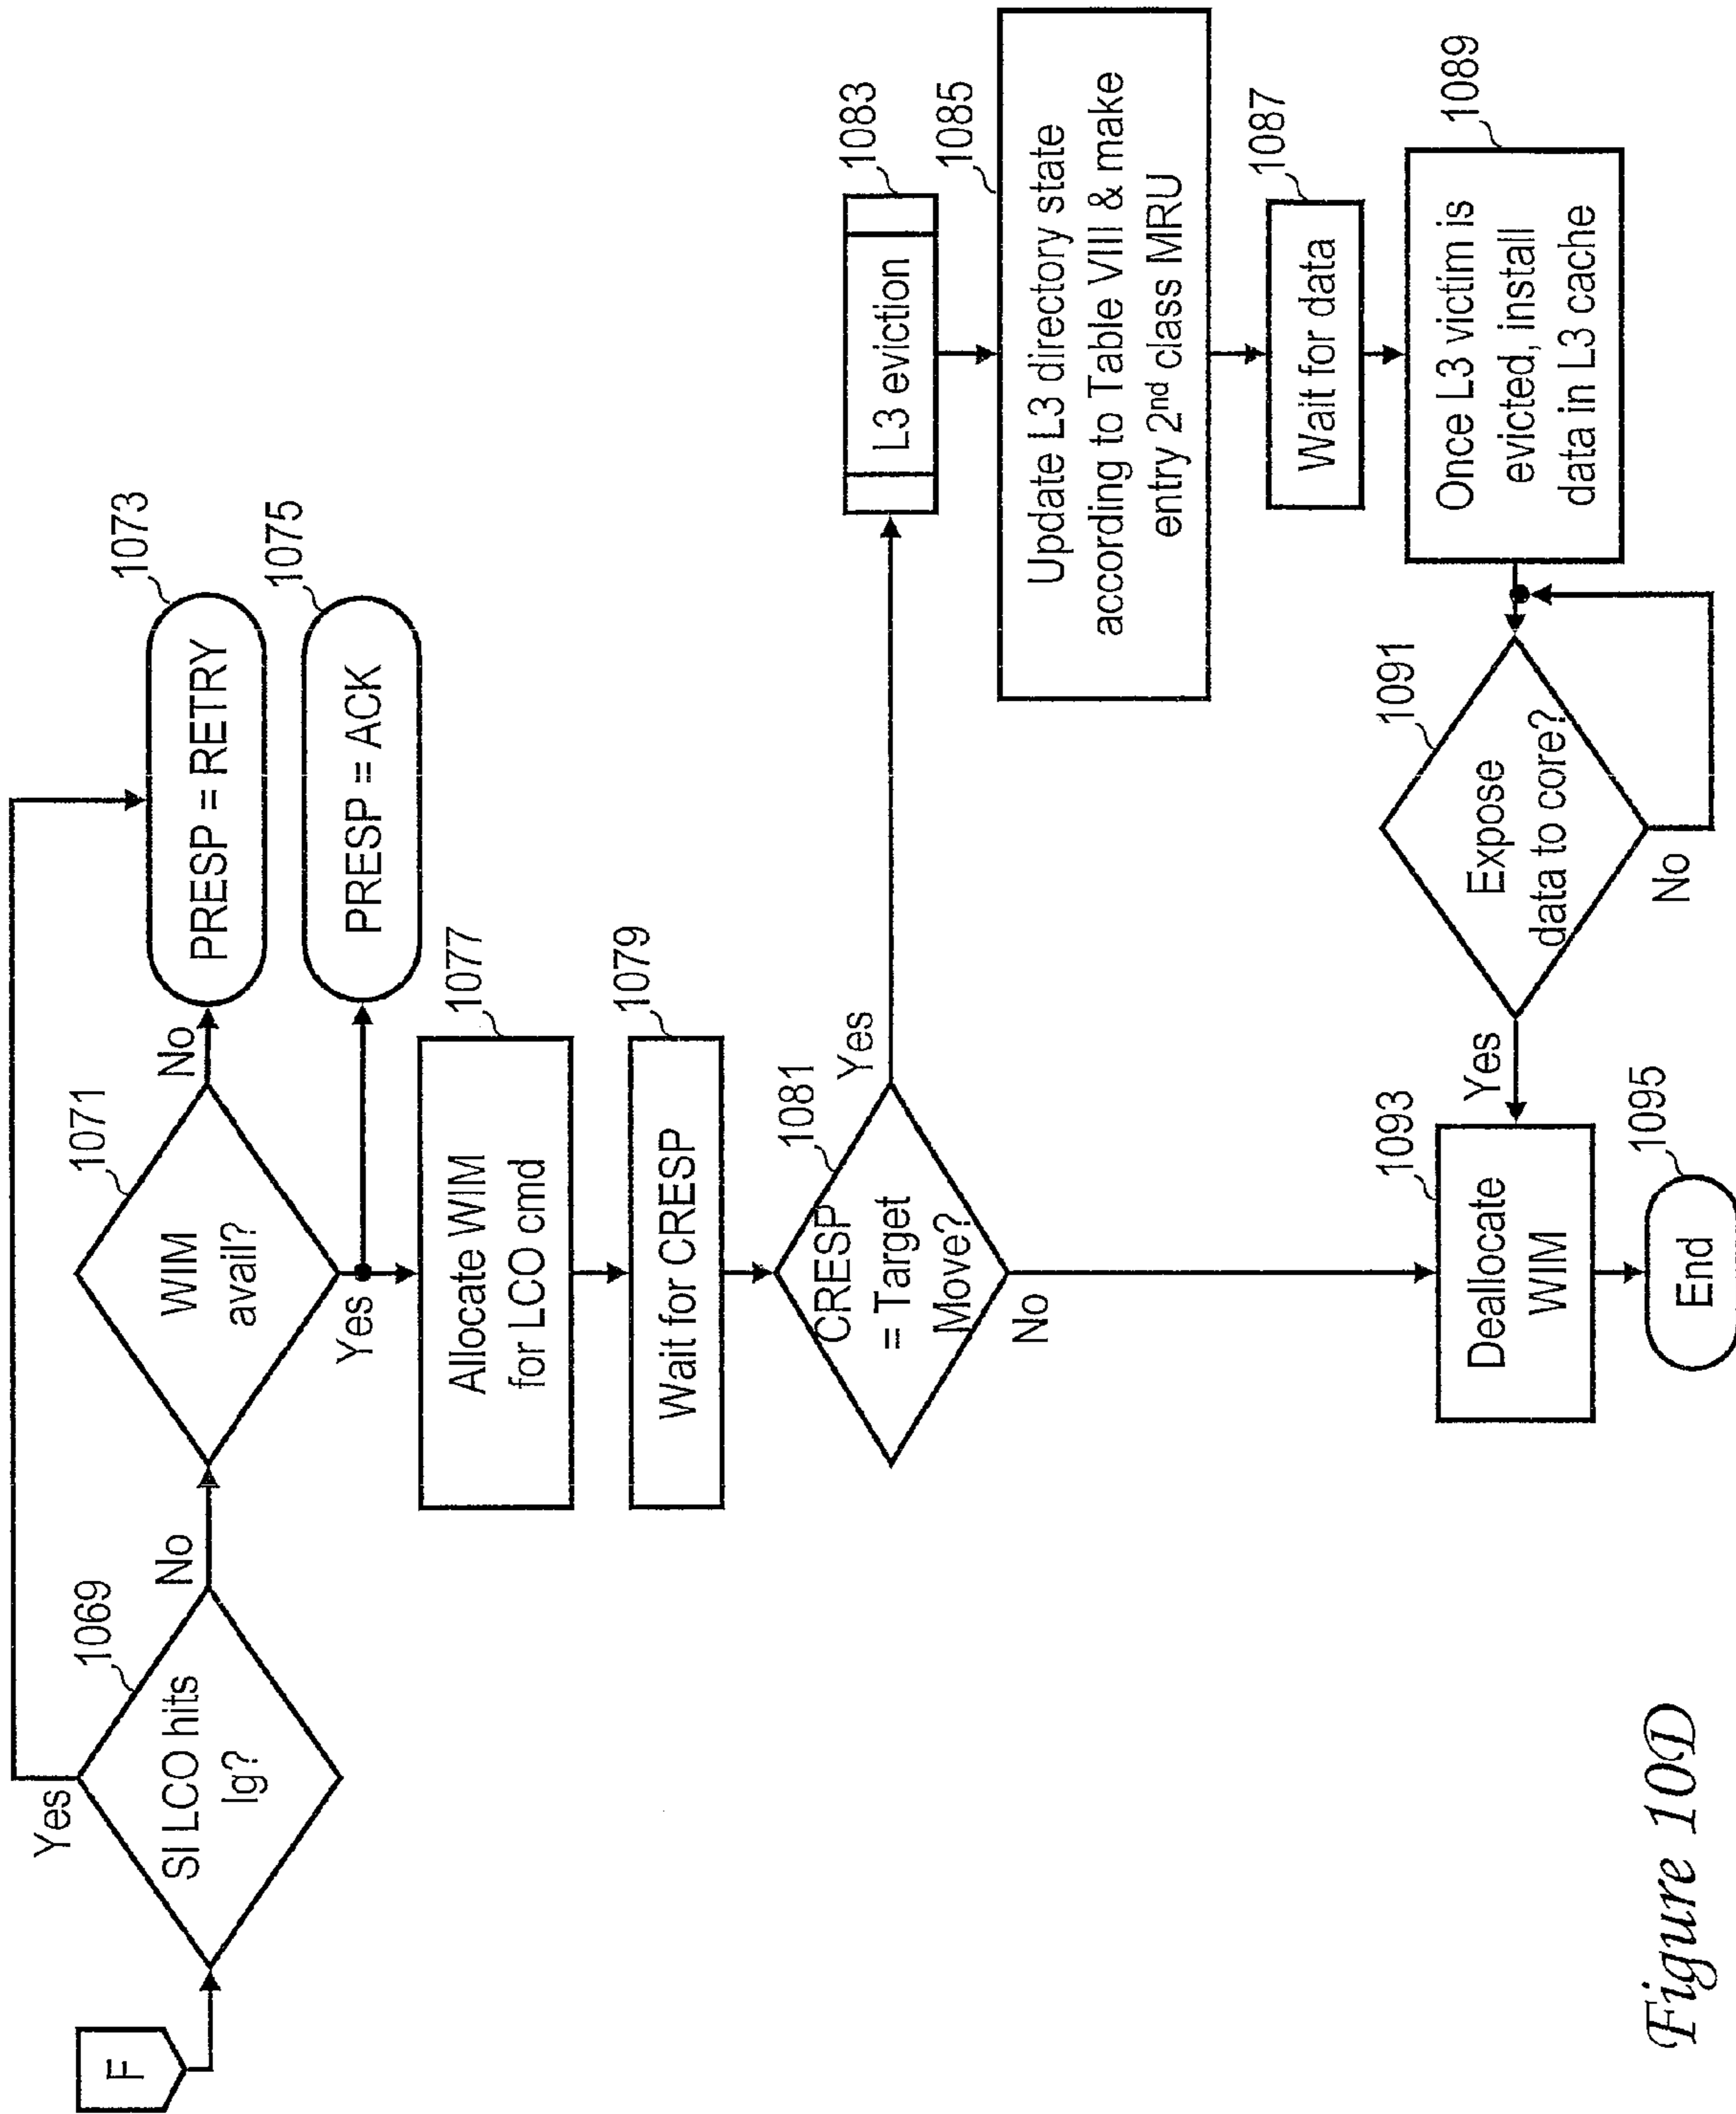 F
1069
SI LCO hits
Ig?
Yes
No
1071
WIM
avail?
No
Yes
1073
PRESP = RETRY
1075
PRESP = ACK
1077
Allocate WIM
for LCO cmd
1079
Wait for CRESP
1081
CRESP
= Target
Move?
Yes
No
1083
L3 eviction
1085
Update L3 directory state
according to Table VIII & make
entry 2nd class MRU
1087
Wait for data
1089
Once L3 victim is
evicted, install
data in L3 cache
1091
Expose
data to core?
No
Yes
1093
Deallocate
WIM
1095
End
Figure 10D